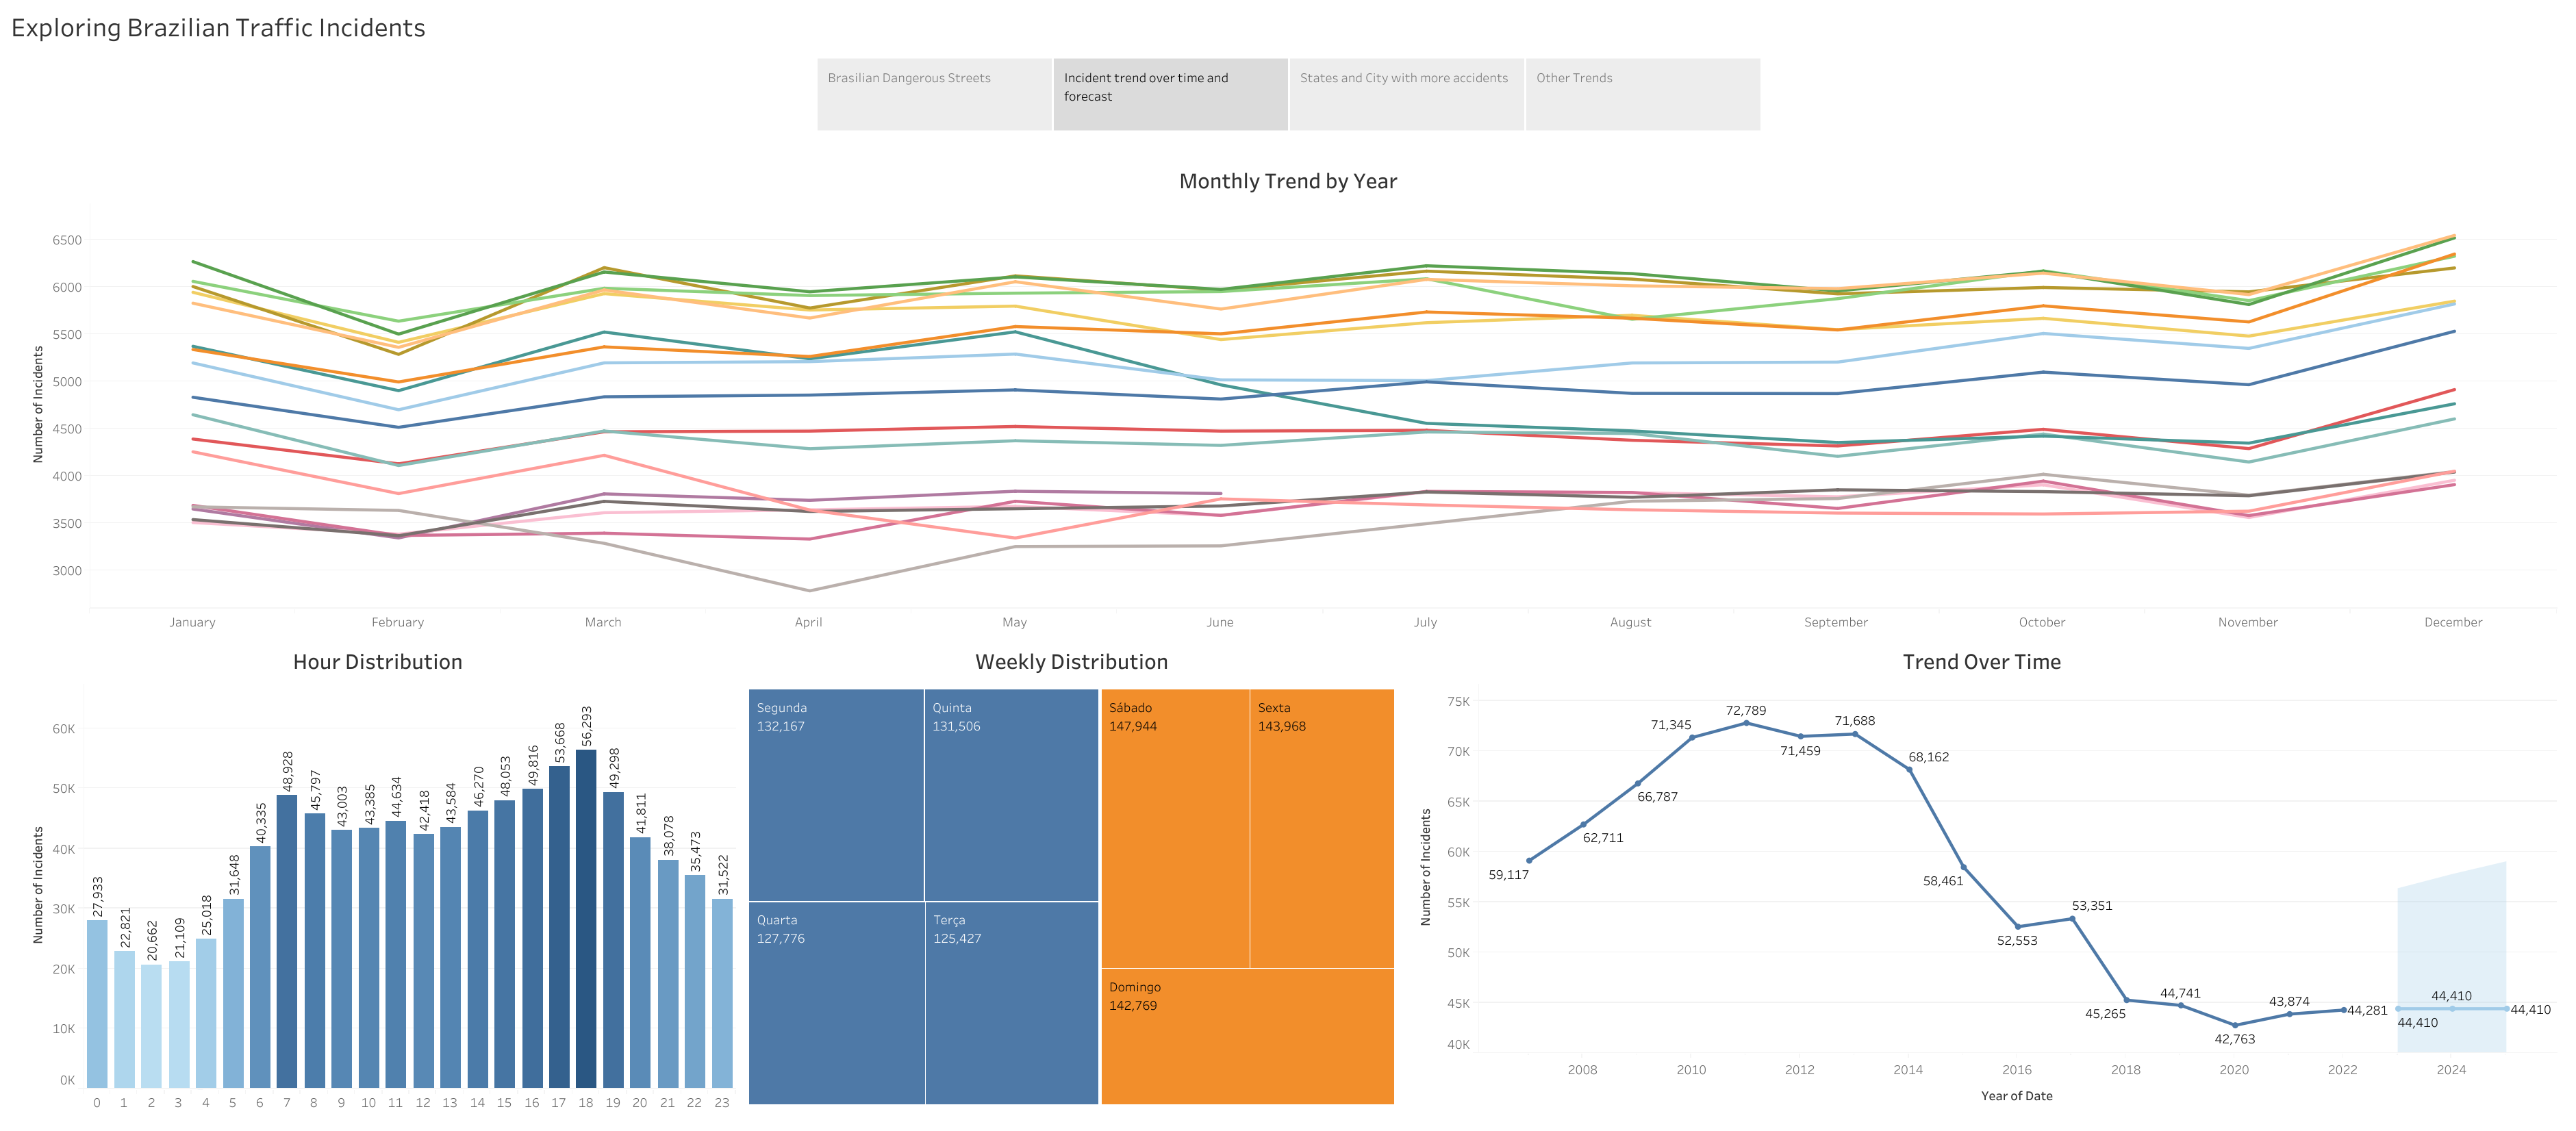 Exploring Brazilian Traffic Incidents
Brasilian Dangerous Streets
Incident trend over time and
forecast
States and City with more accidents
Other Trends
Monthly Trend by Year
Number of Incidents
6500
6000
5500
5000
4500
4000
3500
3000
January February March April May June July August September October November December
Hour Distribution
Number of Incidents
60K
50K
40K
30K
20K
10K
0K
27,933 22,821 20,662 21,109 25,018 31,648 40,335 48,928 45,797 43,003 43,385 44,634 42,418 43,584 46,270 48,053 49,816 53,668 56,293 49,298 41,811 38,078 35,473 31,522
0 1 2 3 4 5 6 7 8 9 10 11 12 13 14 15 16 17 18 19 20 21 22 23
Weekly Distribution
Segunda
132,167
Quinta
131,506
Quarta
127,776
Terça
125,427
Sábado
147,944
Sexta
143,968
Domingo
142,769
Trend Over Time
Number of Incidents
75K
70K
65K
60K
55K
50K
45K
40K
59,117
62,711
66,787
71,345
72,789
71,459
71,688
68,162
58,461
52,553
53,351
45,265
44,741
42,763
43,874
44,281
44,410
44,410
44,410
2008 2010 2012 2014 2016 2018 2020 2022 2024
Year of Date